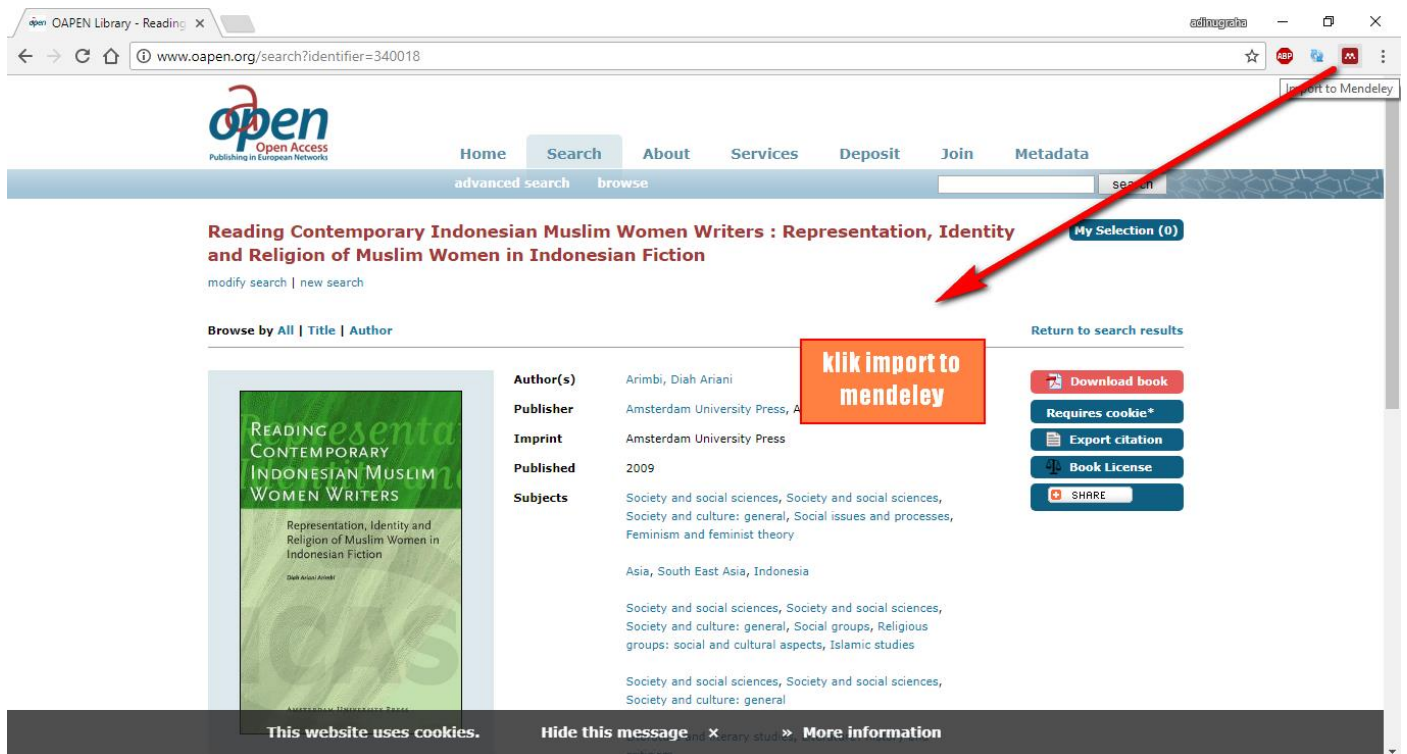 OAPEN Library - Reading
adinugraha
www.oapen.org/search?identifier=340018
ABP
Import to Mendeley
open
Open Access
Publishing in European Networks
Home Search About Services Deposit Join Metadata
advanced search browse
search
Reading Contemporary Indonesian Muslim Women Writers : Representation, Identity
and Religion of Muslim Women in Indonesian Fiction
My Selection (0)
modify search | new search
Browse by All | Title | Author
Return to search results
klik import to
mendeley
READING
CONTEMPORARY
INDONESIAN MUSLIM
WOMEN WRITERS
Representation, Identity and
Religion of Muslim Women in
Indonesian Fiction
Diah Ariani Arimbi
ICAS
AMSTERDAM UNIVERSITY PRESS
Author(s) Arimbi, Diah Ariani
Publisher Amsterdam University Press, A
Imprint Amsterdam University Press
Published 2009
Subjects Society and social sciences, Society and social sciences,
Society and culture: general, Social issues and processes,
Feminism and feminist theory
Asia, South East Asia, Indonesia
Society and social sciences, Society and social sciences,
Society and culture: general, Social groups, Religious
groups: social and cultural aspects, Islamic studies
Society and social sciences, Society and social sciences,
Society and culture: general
Download book
Requires cookie*
Export citation
Book License
SHARE
This website uses cookies. Hide this message x » More information